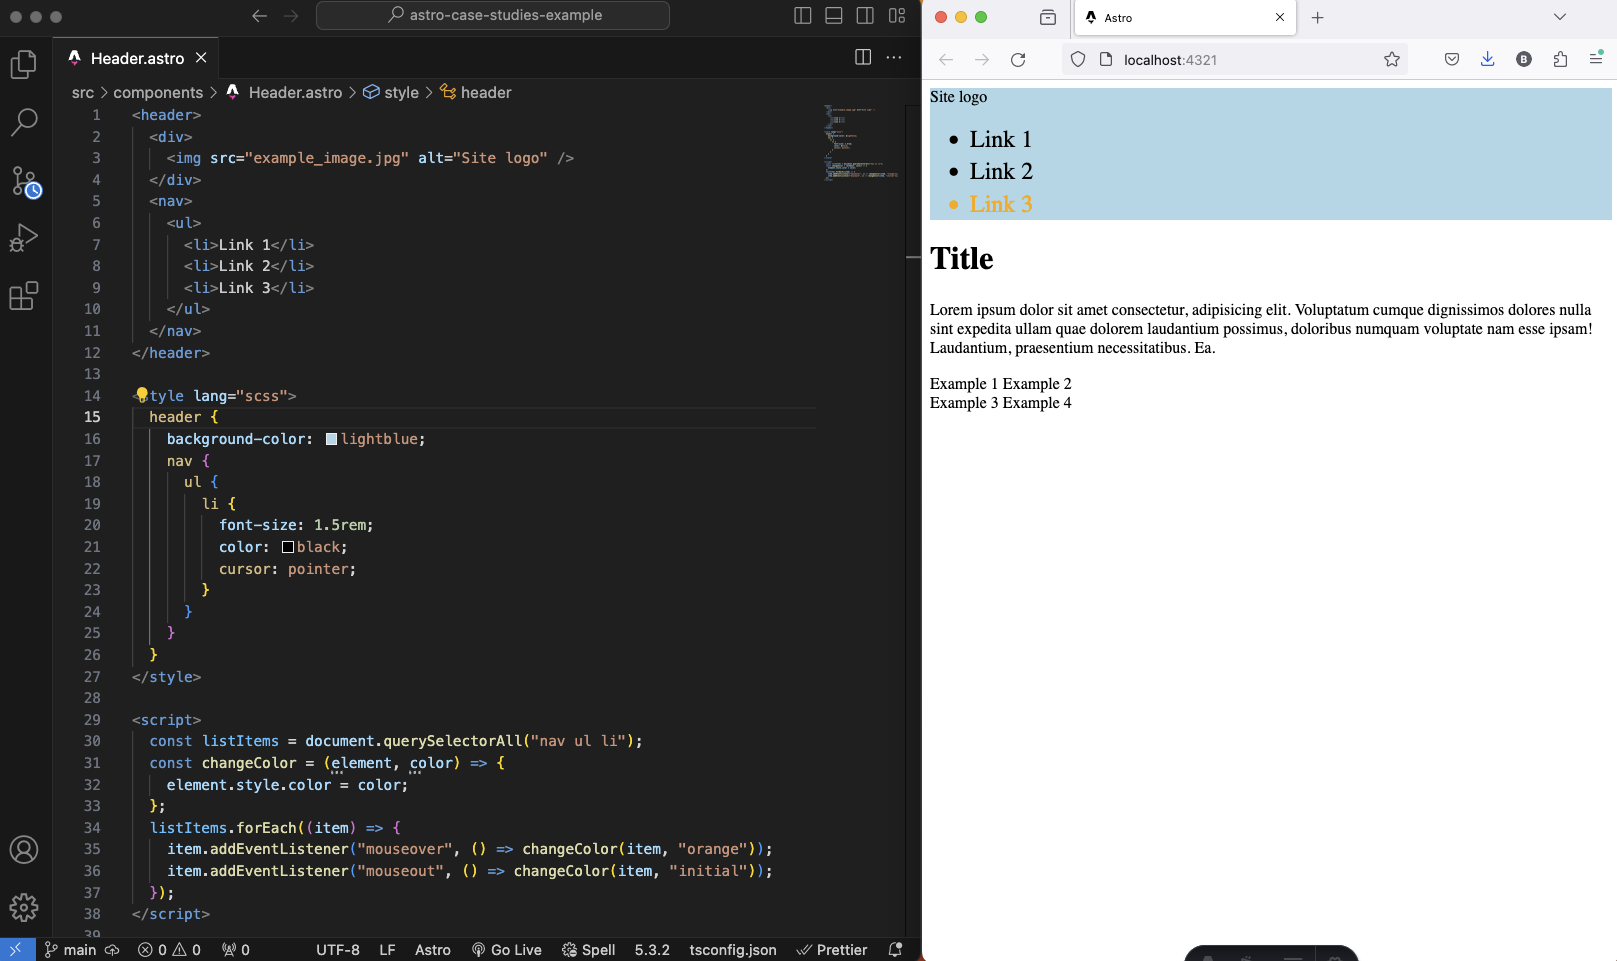 astro-case-studies-example
Header.astro
src > components > Header.astro > style > header
1 <header>
2 <div>
3 <img src="example_image.jpg" alt="Site logo" />
4 </div>
5 <nav>
6 <ul>
7 <li>Link 1</li>
8 <li>Link 2</li>
9 <li>Link 3</li>
10 </ul>
11 </nav>
12 </header>
13
14 <tyle lang="scss">
15 header {
16 background-color: lightblue;
17 nav {
18 ul {
19 li {
20 font-size: 1.5rem;
21 color: black;
22 cursor: pointer;
23 }
24 }
25 }
26 }
27 </style>
28
29 <script>
30 const listItems = document.querySelectorAll("nav ul li");
31 const changeColor = (element, color) => {
32 element.style.color = color;
33 };
34 listItems.forEach((item) => {
35 item.addEventListener("mouseover", () => changeColor(item, "orange"));
36 item.addEventListener("mouseout", () => changeColor(item, "initial"));
37 });
38 </script>
39
main 0 0 0 UTF-8 LF Astro Go Live Spell 5.3.2 tsconfig.json Prettier
Astro
localhost:4321
B
Site logo
• Link 1
• Link 2
• Link 3
Title
Lorem ipsum dolor sit amet consectetur, adipisicing elit. Voluptatum cumque dignissimos dolores nulla
sint expedita ullam quae dolorem laudantium possimus, doloribus numquam voluptate nam esse ipsam!
Laudantium, praesentium necessitatibus. Ea.
Example 1 Example 2
Example 3 Example 4